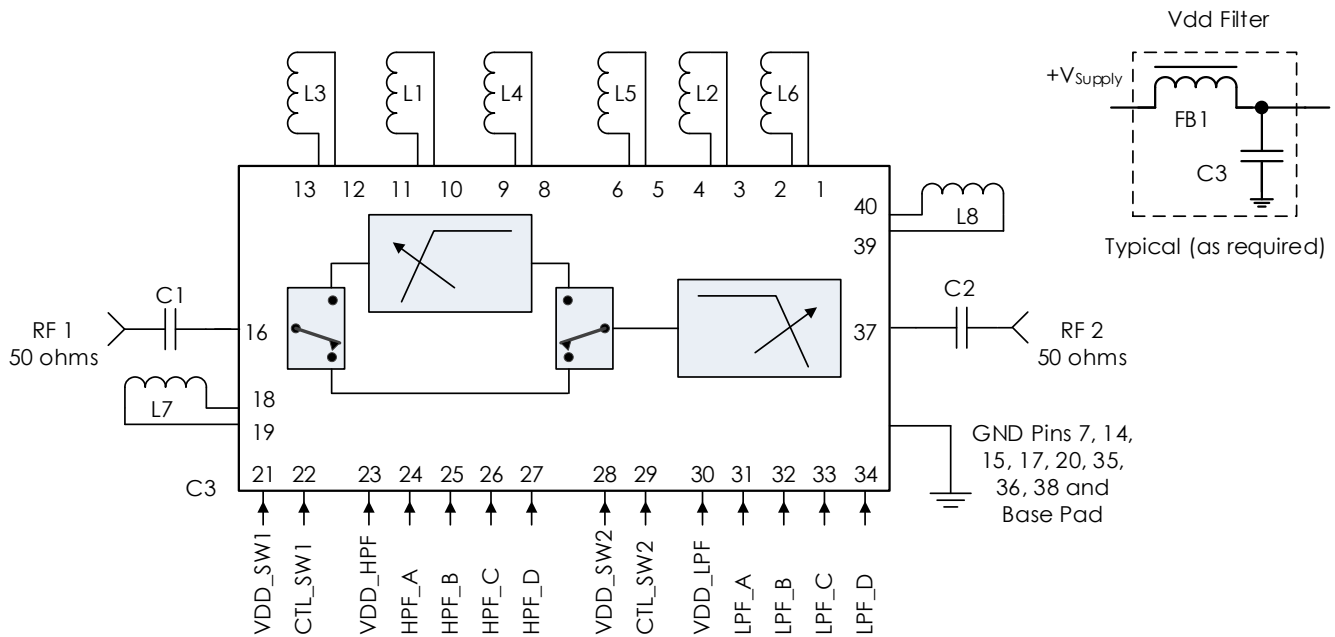 Vdd Filter
+VSupply
FB1
C3
Typical (as required)
L3
L1
L4
L5
L2
L6
13 12 11 10 9 8 6 5 4 3 2 1
40
39
L8
C1
RF 1
50 ohms
16
37
C2
RF 2
50 ohms
L7
18
19
GND Pins 7, 14,
15, 17, 20, 35,
36, 38 and
Base Pad
C3
21 22 23 24 25 26 27 28 29 30 31 32 33 34
VDD_SW1
CTL_SW1
VDD_HPF
HPF_A
HPF_B
HPF_C
HPF_D
VDD_SW2
CTL_SW2
VDD_LPF
LPF_A
LPF_B
LPF_C
LPF_D